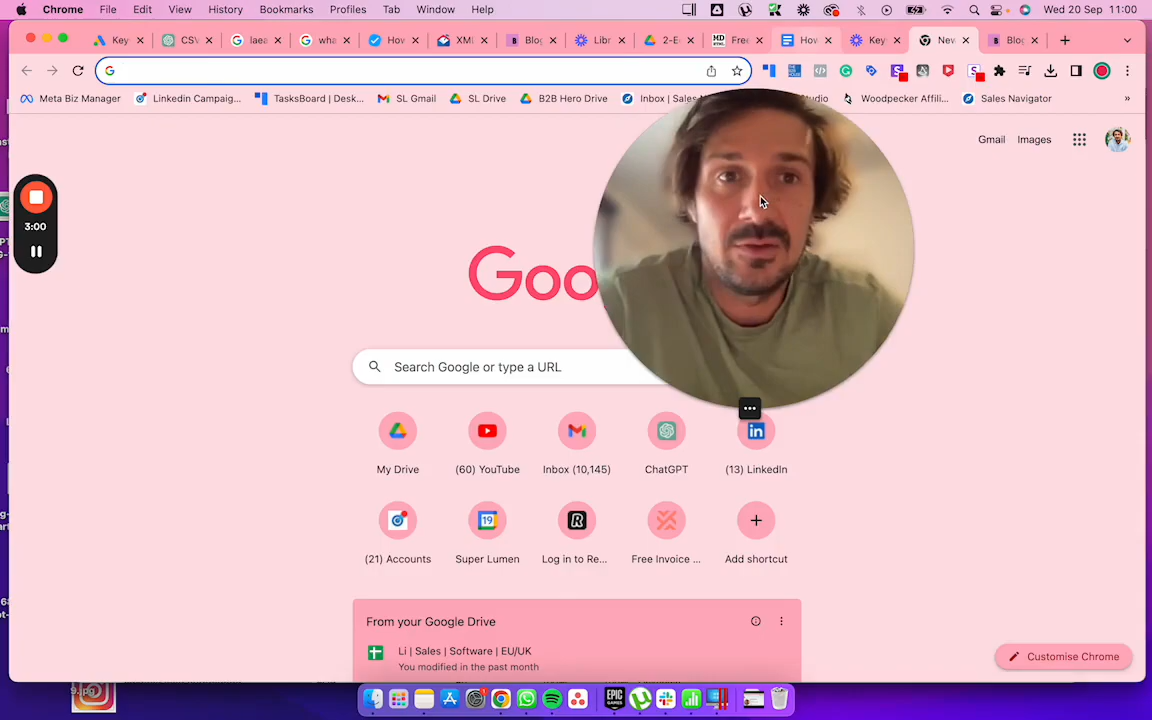 Chrome File Edit View History Bookmarks Profiles Tab Window Help Wed 20 Sep 11:00
Key CSV laea wha How XMl Blog Libr 2-E Free How Key New Blog
Meta Biz Manager Linkedin Campaig... TasksBoard | Desk... SL Gmail SL Drive B2B Hero Drive Inbox | Sales Woodpecker Affili... Sales Navigator »
Gmail Images
3:00
Goo
Search Google or type a URL
My Drive (60) YouTube Inbox (10,145) ChatGPT (13) LinkedIn
(21) Accounts Super Lumen Log in to Re... Free Invoice ... Add shortcut
From your Google Drive
Li | Sales | Software | EU/UK
You modified in the past month
Customise Chrome
9.jpg